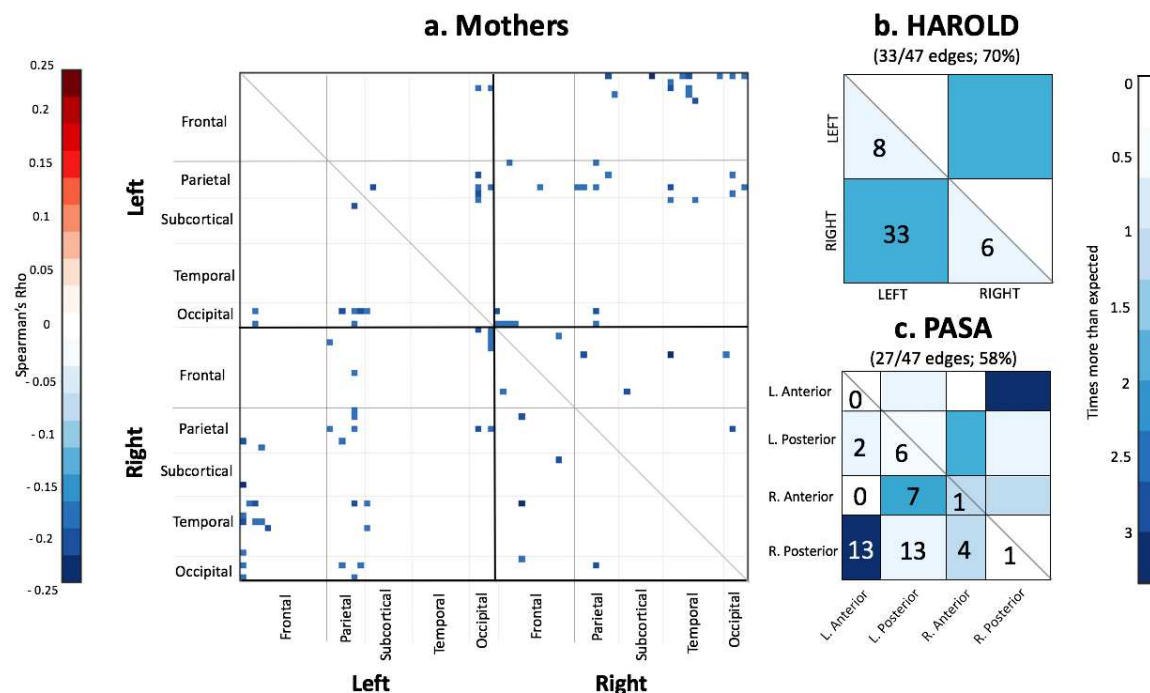 a. Mothers
0.25
0.2
0.15
0.1
0.05
0
- 0.05
- 0.1
- 0.15
- 0.2
- 0.25
Spearman's Rho
Left
Right
Frontal
Parietal
Subcortical
Temporal
Occipital
Frontal
Parietal
Subcortical
Temporal
Occipital
Frontal
Parietal
Subcortical
Temporal
Occipital
Frontal
Parietal
Subcortical
Temporal
Occipital
Left
Right
b. HAROLD
(33/47 edges; 70%)
LEFT
RIGHT
8
33
6
LEFT
RIGHT
c. PASA
(27/47 edges; 58%)
L. Anterior
0
L. Posterior
2
6
R. Anterior
0
7
1
R. Posterior
13
13
4
1
L. Anterior
L. Posterior
R. Anterior
R. Posterior
Times more than expected
0
0.5
1
1.5
2
2.5
3